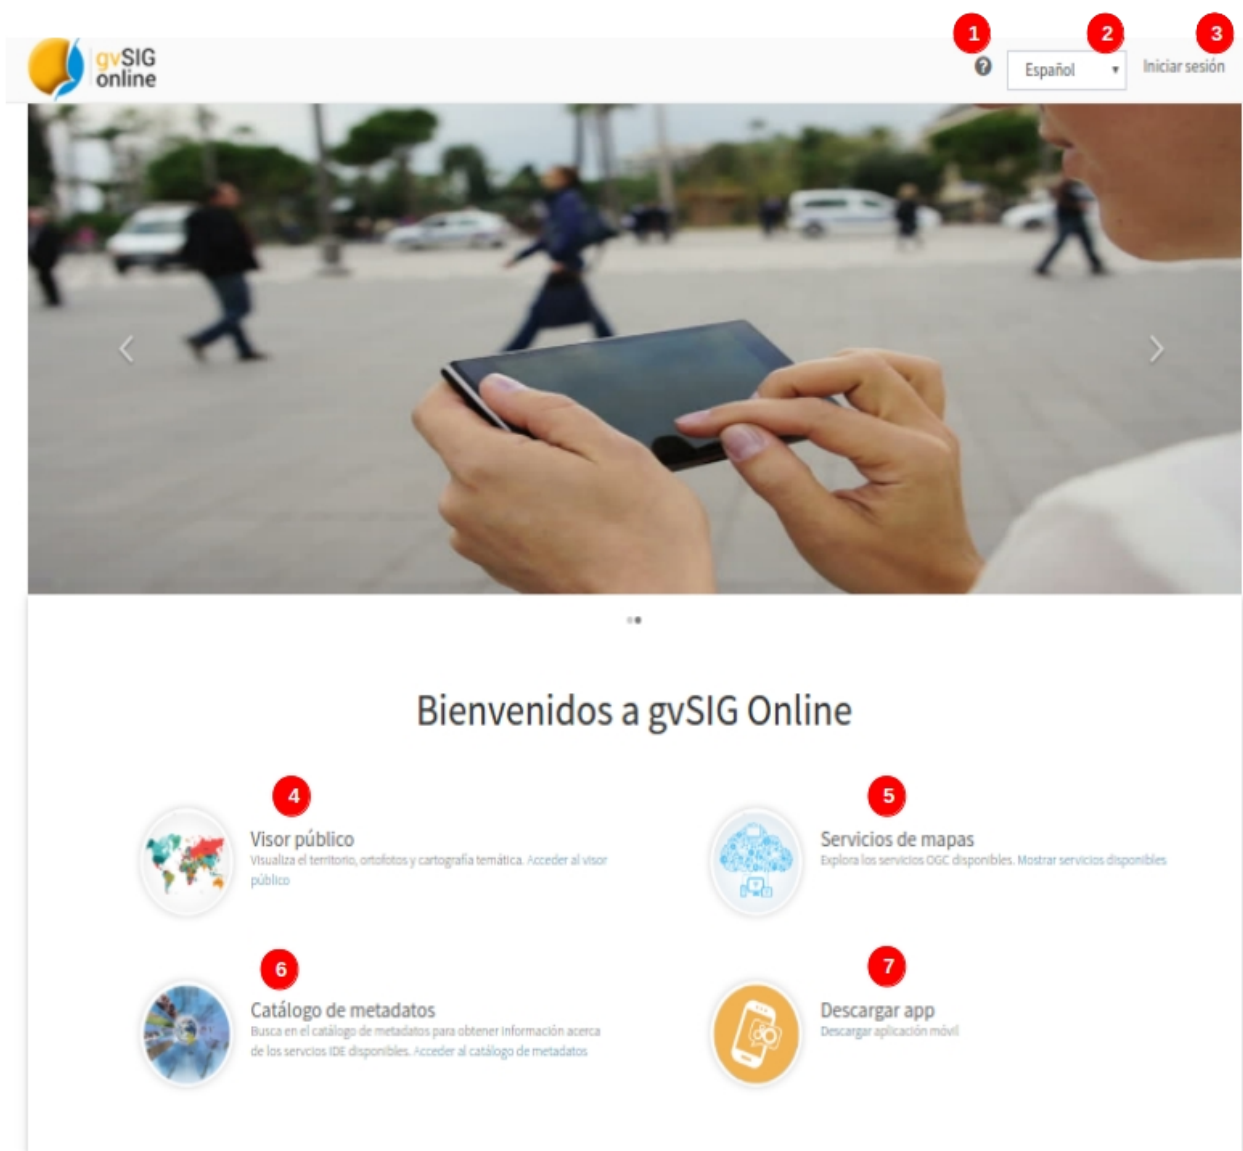 1
2
3
gvSIG
online
?
Español
Iniciar sesión
Bienvenidos a gvSIG Online
4
Visor público
Visualiza el territorio, ortofotos y cartografía temática. Acceder al visor
público
5
Servicios de mapas
Explora los servicios OGC disponibles. Mostrar servicios disponibles
6
Catálogo de metadatos
Busca en el catálogo de metadatos para obtener información acerca
de los servcios IDE disponibles. Acceder al catálogo de metadatos
7
Descargar app
Descargar aplicación móvil